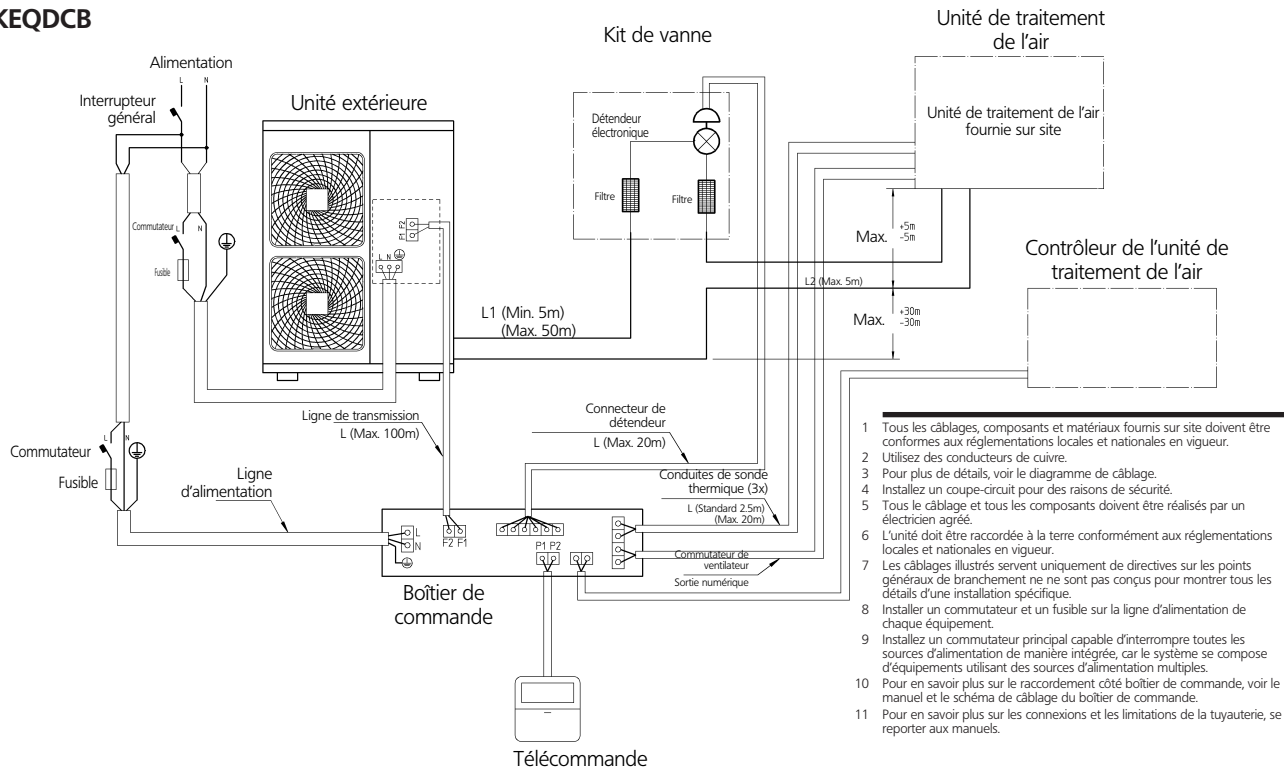 KEQDCB
Alimentation
L N
Interrupteur
général
Unité extérieure
Kit de vanne
Unité de traitement
de l'air
Détendeur
électronique
Unité de traitement de l'air
fournie sur site
Filtre
Filtre
Commutateur
L N
Fusible
F1 F2
L N
Max. +5m
-5m
L2 (Max. 5m)
Max. +30m
-30m
Contrôleur de l'unité de
traitement de l'air
L1 (Min. 5m)
(Max. 50m)
Ligne de transmission
L (Max. 100m)
Connecteur de
détendeur
L (Max. 20m)
Conduites de sonde
thermique (3x)
L (Standard 2.5m)
(Max. 20m)
Commutateur
L N
Fusible
Ligne
d'alimentation
L
N
F2 F1
P1 P2
Commutateur de
ventilateur
Sortie numérique
Boîtier de
commande
Télécommande
1 Tous les câblages, composants et matériaux fournis sur site doivent être
conformes aux réglementations locales et nationales en vigueur.
2 Utilisez des conducteurs de cuivre.
3 Pour plus de détails, voir le diagramme de câblage.
4 Installez un coupe-circuit pour des raisons de sécurité.
5 Tous le câblage et tous les composants doivent être réalisés par un
électricien agréé.
6 L'unité doit être raccordée à la terre conformément aux réglementations
locales et nationales en vigueur.
7 Les câblages illustrés servent uniquement de directives sur les points
généraux de branchement ne ne sont pas conçus pour montrer tous les
détails d'une installation spécifique.
8 Installer un commutateur et un fusible sur la ligne d'alimentation de
chaque équipement.
9 Installez un commutateur principal capable d'interrompre toutes les
sources d'alimentation de manière intégrée, car le système se compose
d'équipements utilisant des sources d'alimentation multiples.
10 Pour en savoir plus sur le raccordement côté boîtier de commande, voir le
manuel et le schéma de câblage du boîtier de commande.
11 Pour en savoir plus sur les connexions et les limitations de la tuyauterie, se
reporter aux manuels.